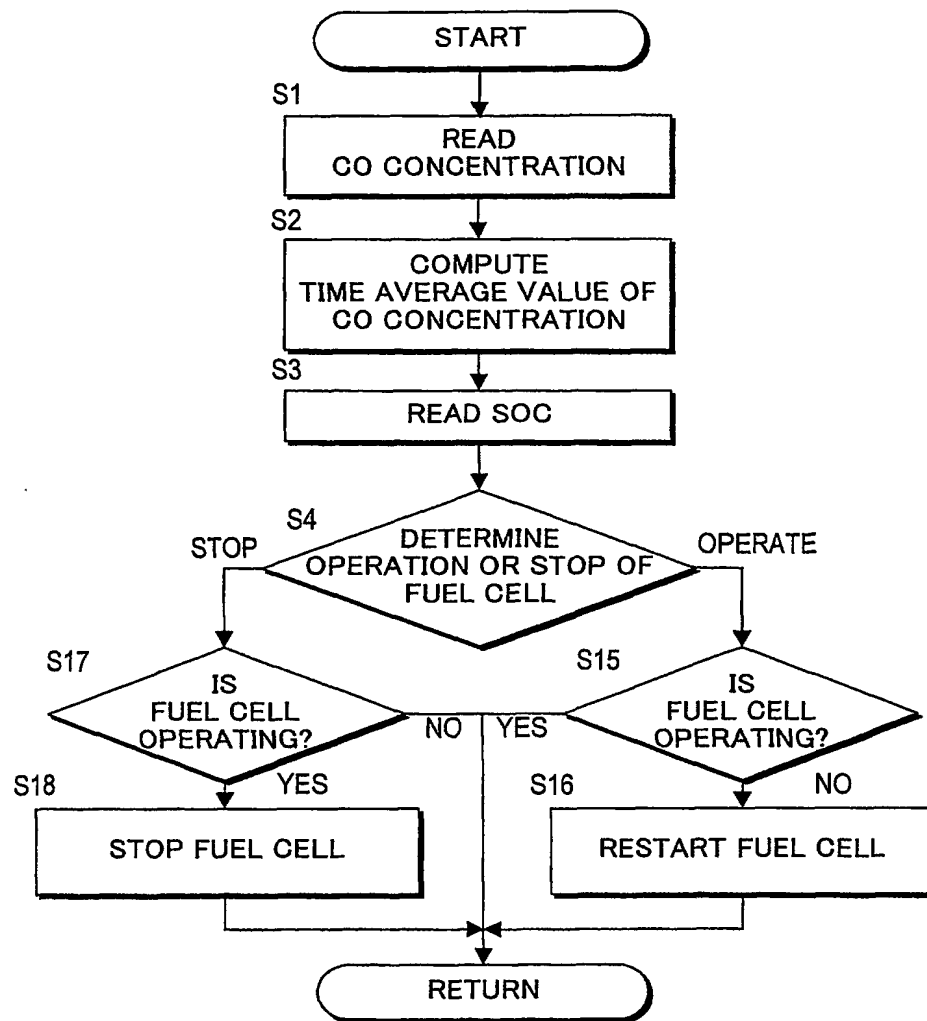 START
S1
READ
CO CONCENTRATION
S2
COMPUTE
TIME AVERAGE VALUE OF
CO CONCENTRATION
S3
READ SOC
S4
DETERMINE
OPERATION OR STOP OF
FUEL CELL
STOP
OPERATE
S17
IS
FUEL CELL
OPERATING?
NO
YES
S15
IS
FUEL CELL
OPERATING?
S18
YES
STOP FUEL CELL
S16
NO
RESTART FUEL CELL
RETURN